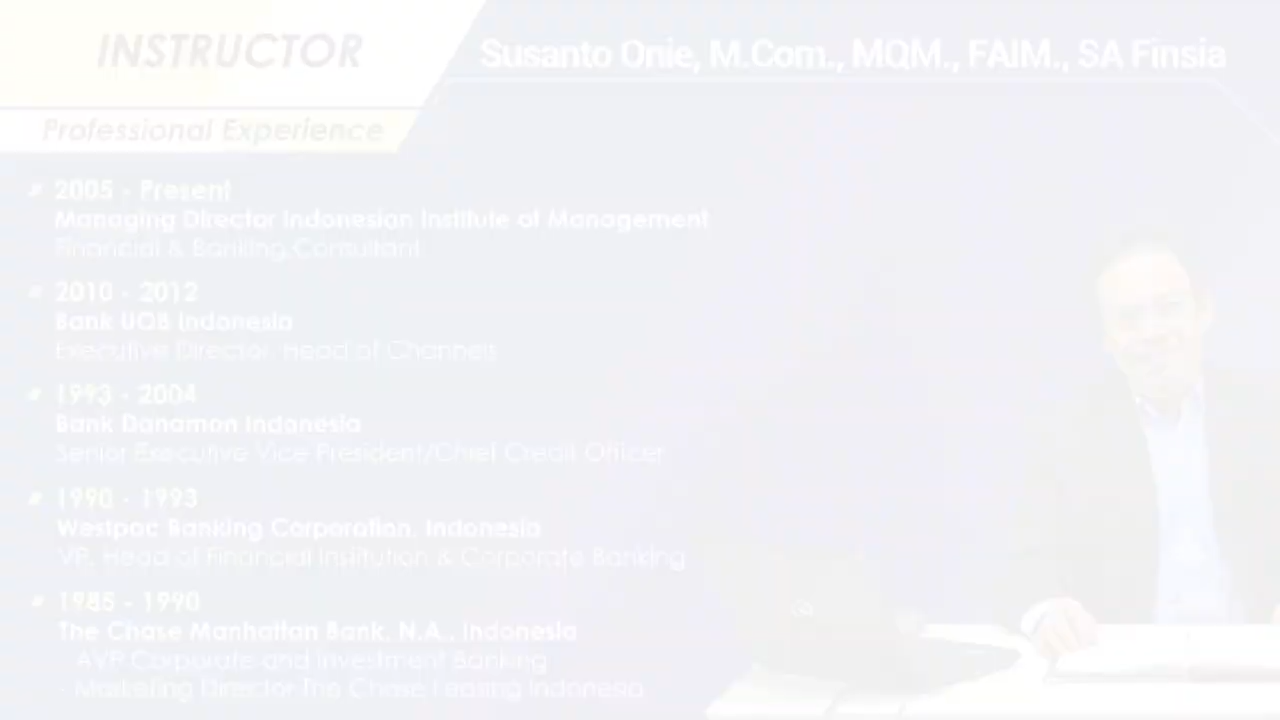 INSTRUCTOR
Susanto Onie, M.Com., MQM., FAIM., SA Finsia
Professional Experience
2005 - Present
Managing Director Indonesian Institute of Management
Financial & Banking Consultant
2010 - 2012
Bank UOB Indonesia
Executive Director, Head of Channels
1993 - 2004
Bank Danamon Indonesia
Senior Executive Vice President/Chief Credit Officer
1990 - 1993
Westpac Banking Corporation, Indonesia
VP, Head of Financial Institution & Corporate Banking
1985 - 1990
The Chase Manhattan Bank, N.A., Indonesia
AVP Corporate and Investment Banking
- Marketing Director The Chase Leasing Indonesia